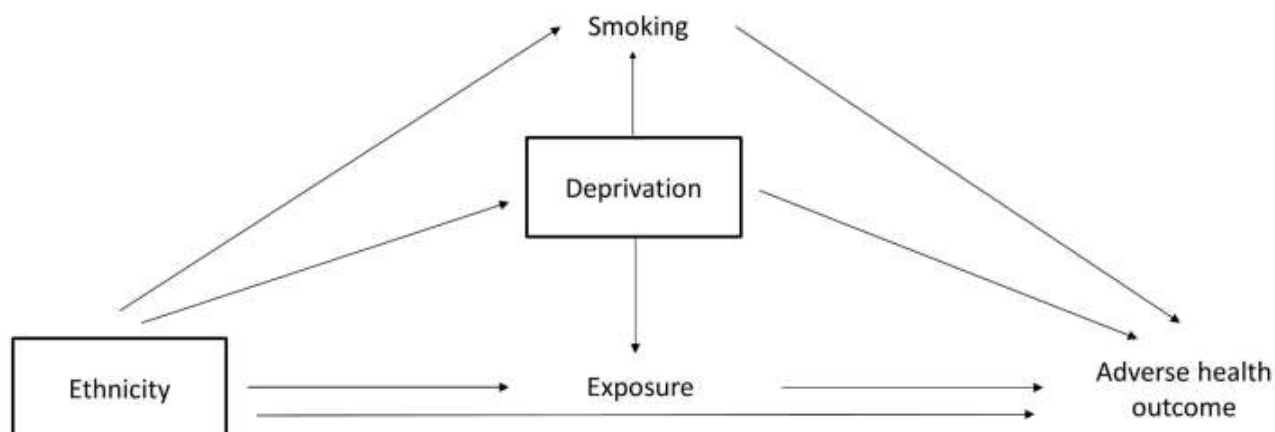 Smoking
Deprivation
Ethnicity
Exposure
Adverse health
outcome